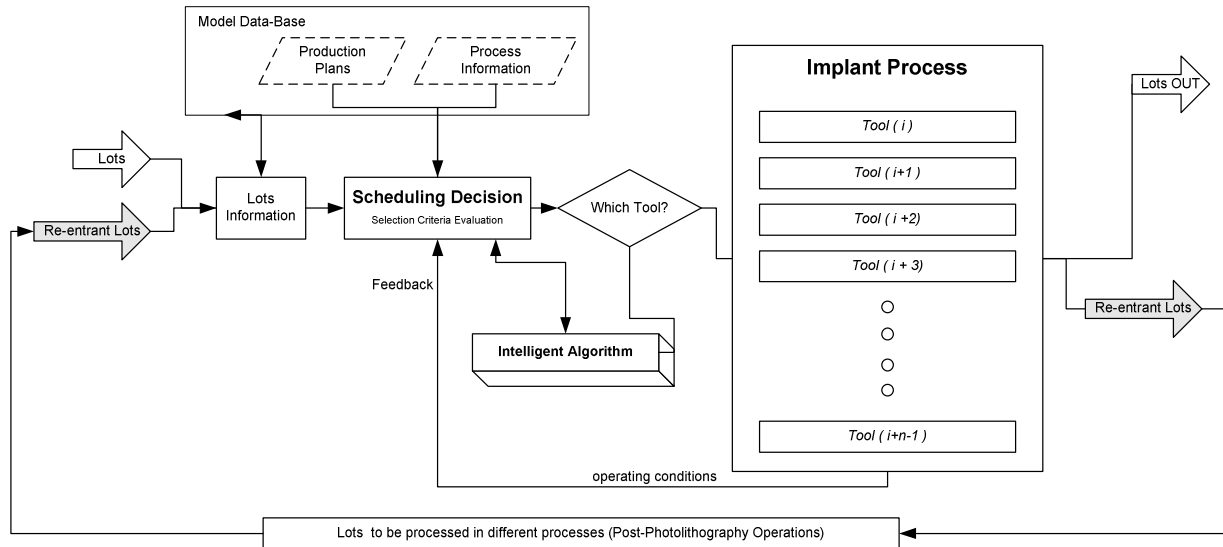 Model Data-Base
Production
Plans
Process
Information
Lots
Re-entrant Lots
Lots
Information
Scheduling Decision
Selection Criteria Evaluation
Which Tool?
Feedback
Intelligent Algorithm
Implant Process
Tool ( i )
Tool ( i+1 )
Tool ( i +2)
Tool ( i + 3)
Tool ( i+n-1 )
Lots OUT
Re-entrant Lots
operating conditions
Lots to be processed in different processes (Post-Photolithography Operations)